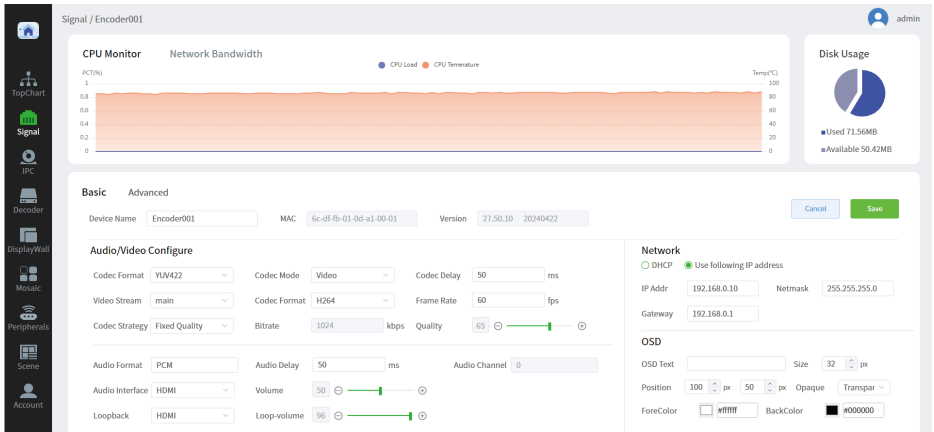 Signal / Encoder001
admin
TopChart
Signal
IPC
Decoder
DisplayWall
Mosaic
Peripherals
Scene
Account
CPU Monitor Network Bandwidth
CPU Load CPU Temerature
PCT(%) Temp(℃)
1 100
0.8 80
0.6 60
0.4 40
0.2 20
0 0
Disk Usage
Used 71.56MB
Available 50.42MB
Basic Advanced
Device Name Encoder001 MAC 6c-df-fb-01-0d-a1-00-01 Version 27.50.10 20240422
Cancel Save
Audio/Video Configure
Codec Format YUV422 Codec Mode Video Codec Delay 50 ms
Video Stream main Codec Format H264 Frame Rate 60 fps
Codec Strategy Fixed Quality Bitrate 1024 kbps Quality 65
Audio Format PCM Audio Delay 50 ms Audio Channel 0
Audio Interface HDMI Volume 50
Loopback HDMI Loop-volume 96
Network
DHCP Use following IP address
IP Addr 192.168.0.10 Netmask 255.255.255.0
Gateway 192.168.0.1
OSD
OSD Text Size 32 px
Position 100 px 50 px Opaque Transpar
ForeColor #ffffff BackColor #000000